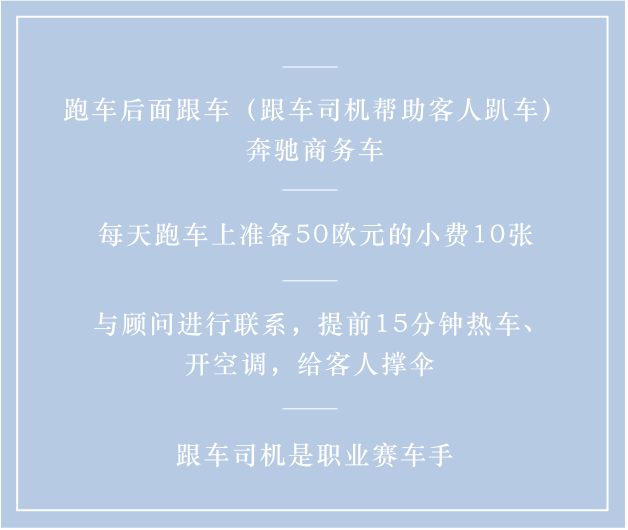 跑车后面跟车（跟车司机帮助客人趴车）
奔驰商务车
每天跑车上准备50欧元的小费10张
与顾问进行联系，提前15分钟热车、
开空调，给客人撑伞
跟车司机是职业赛车手